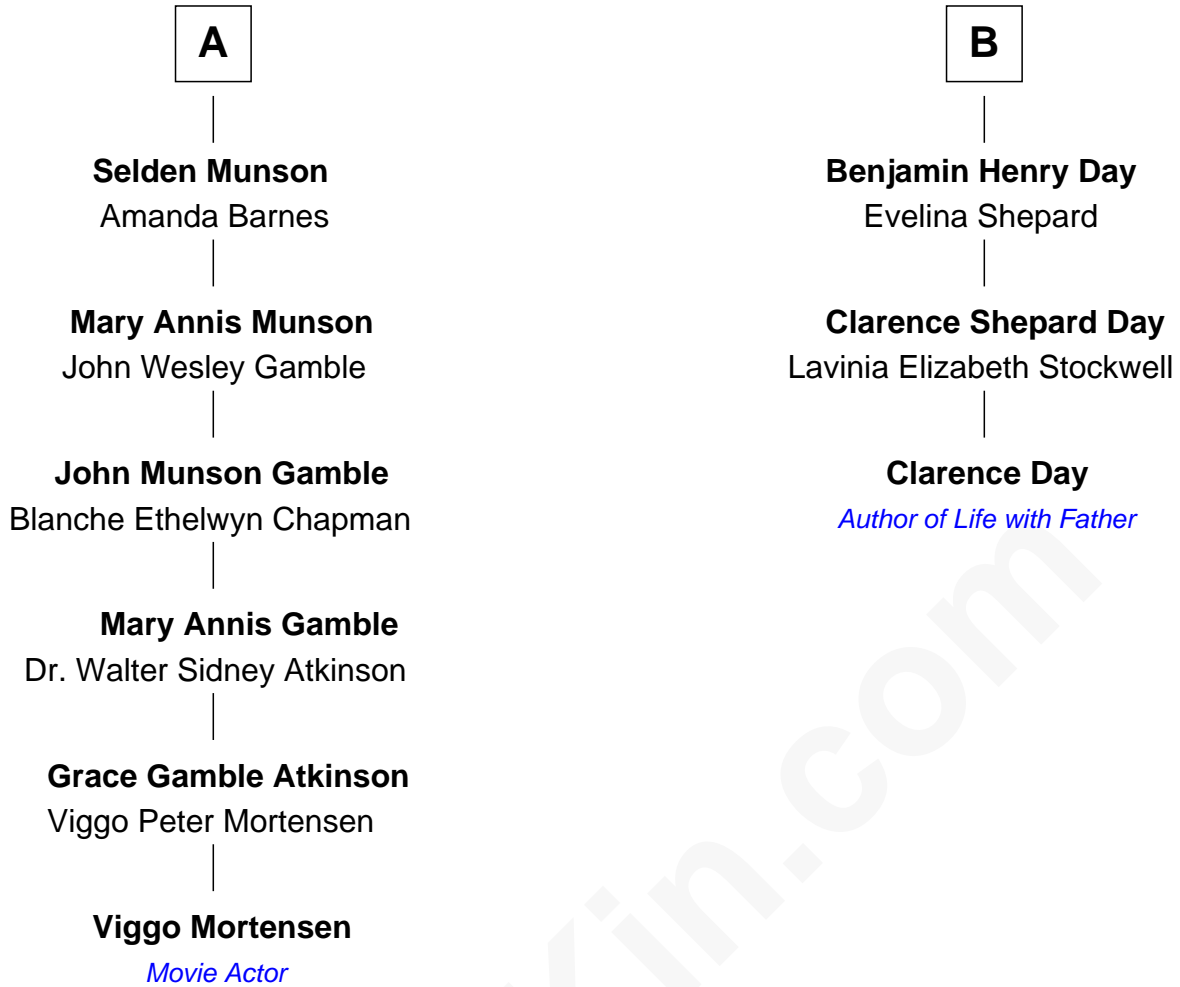 A
Selden Munson
Amanda Barnes
Mary Annis Munson
John Wesley Gamble
John Munson Gamble
Blanche Ethelwyn Chapman
Mary Annis Gamble
Dr. Walter Sidney Atkinson
Grace Gamble Atkinson
Viggo Peter Mortensen
Viggo Mortensen
Movie Actor
B
Benjamin Henry Day
Evelina Shepard
Clarence Shepard Day
Lavinia Elizabeth Stockwell
Clarence Day
Author of Life with Father
Kin.com